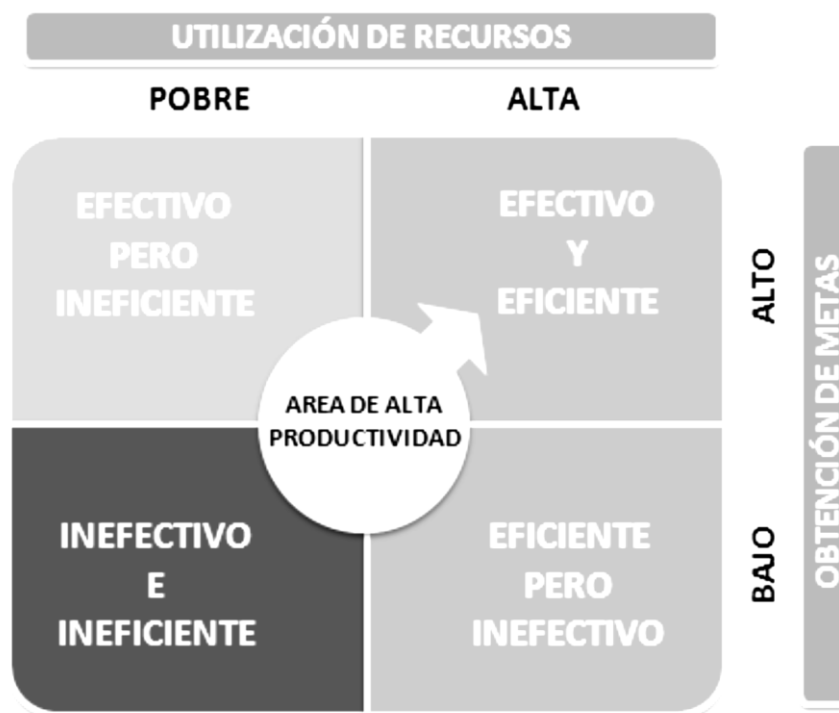 UTILIZACIÓN DE RECURSOS
POBRE
ALTA
EFECTIVO
PERO
INEFICIENTE
EFECTIVO
Y
EFICIENTE
ALTO
AREA DE ALTA
PRODUCTIVIDAD
INEFECTIVO
E
INEFICIENTE
EFICIENTE
PERO
INEFECTIVO
BAJO
OBTENCIÓN DE METAS